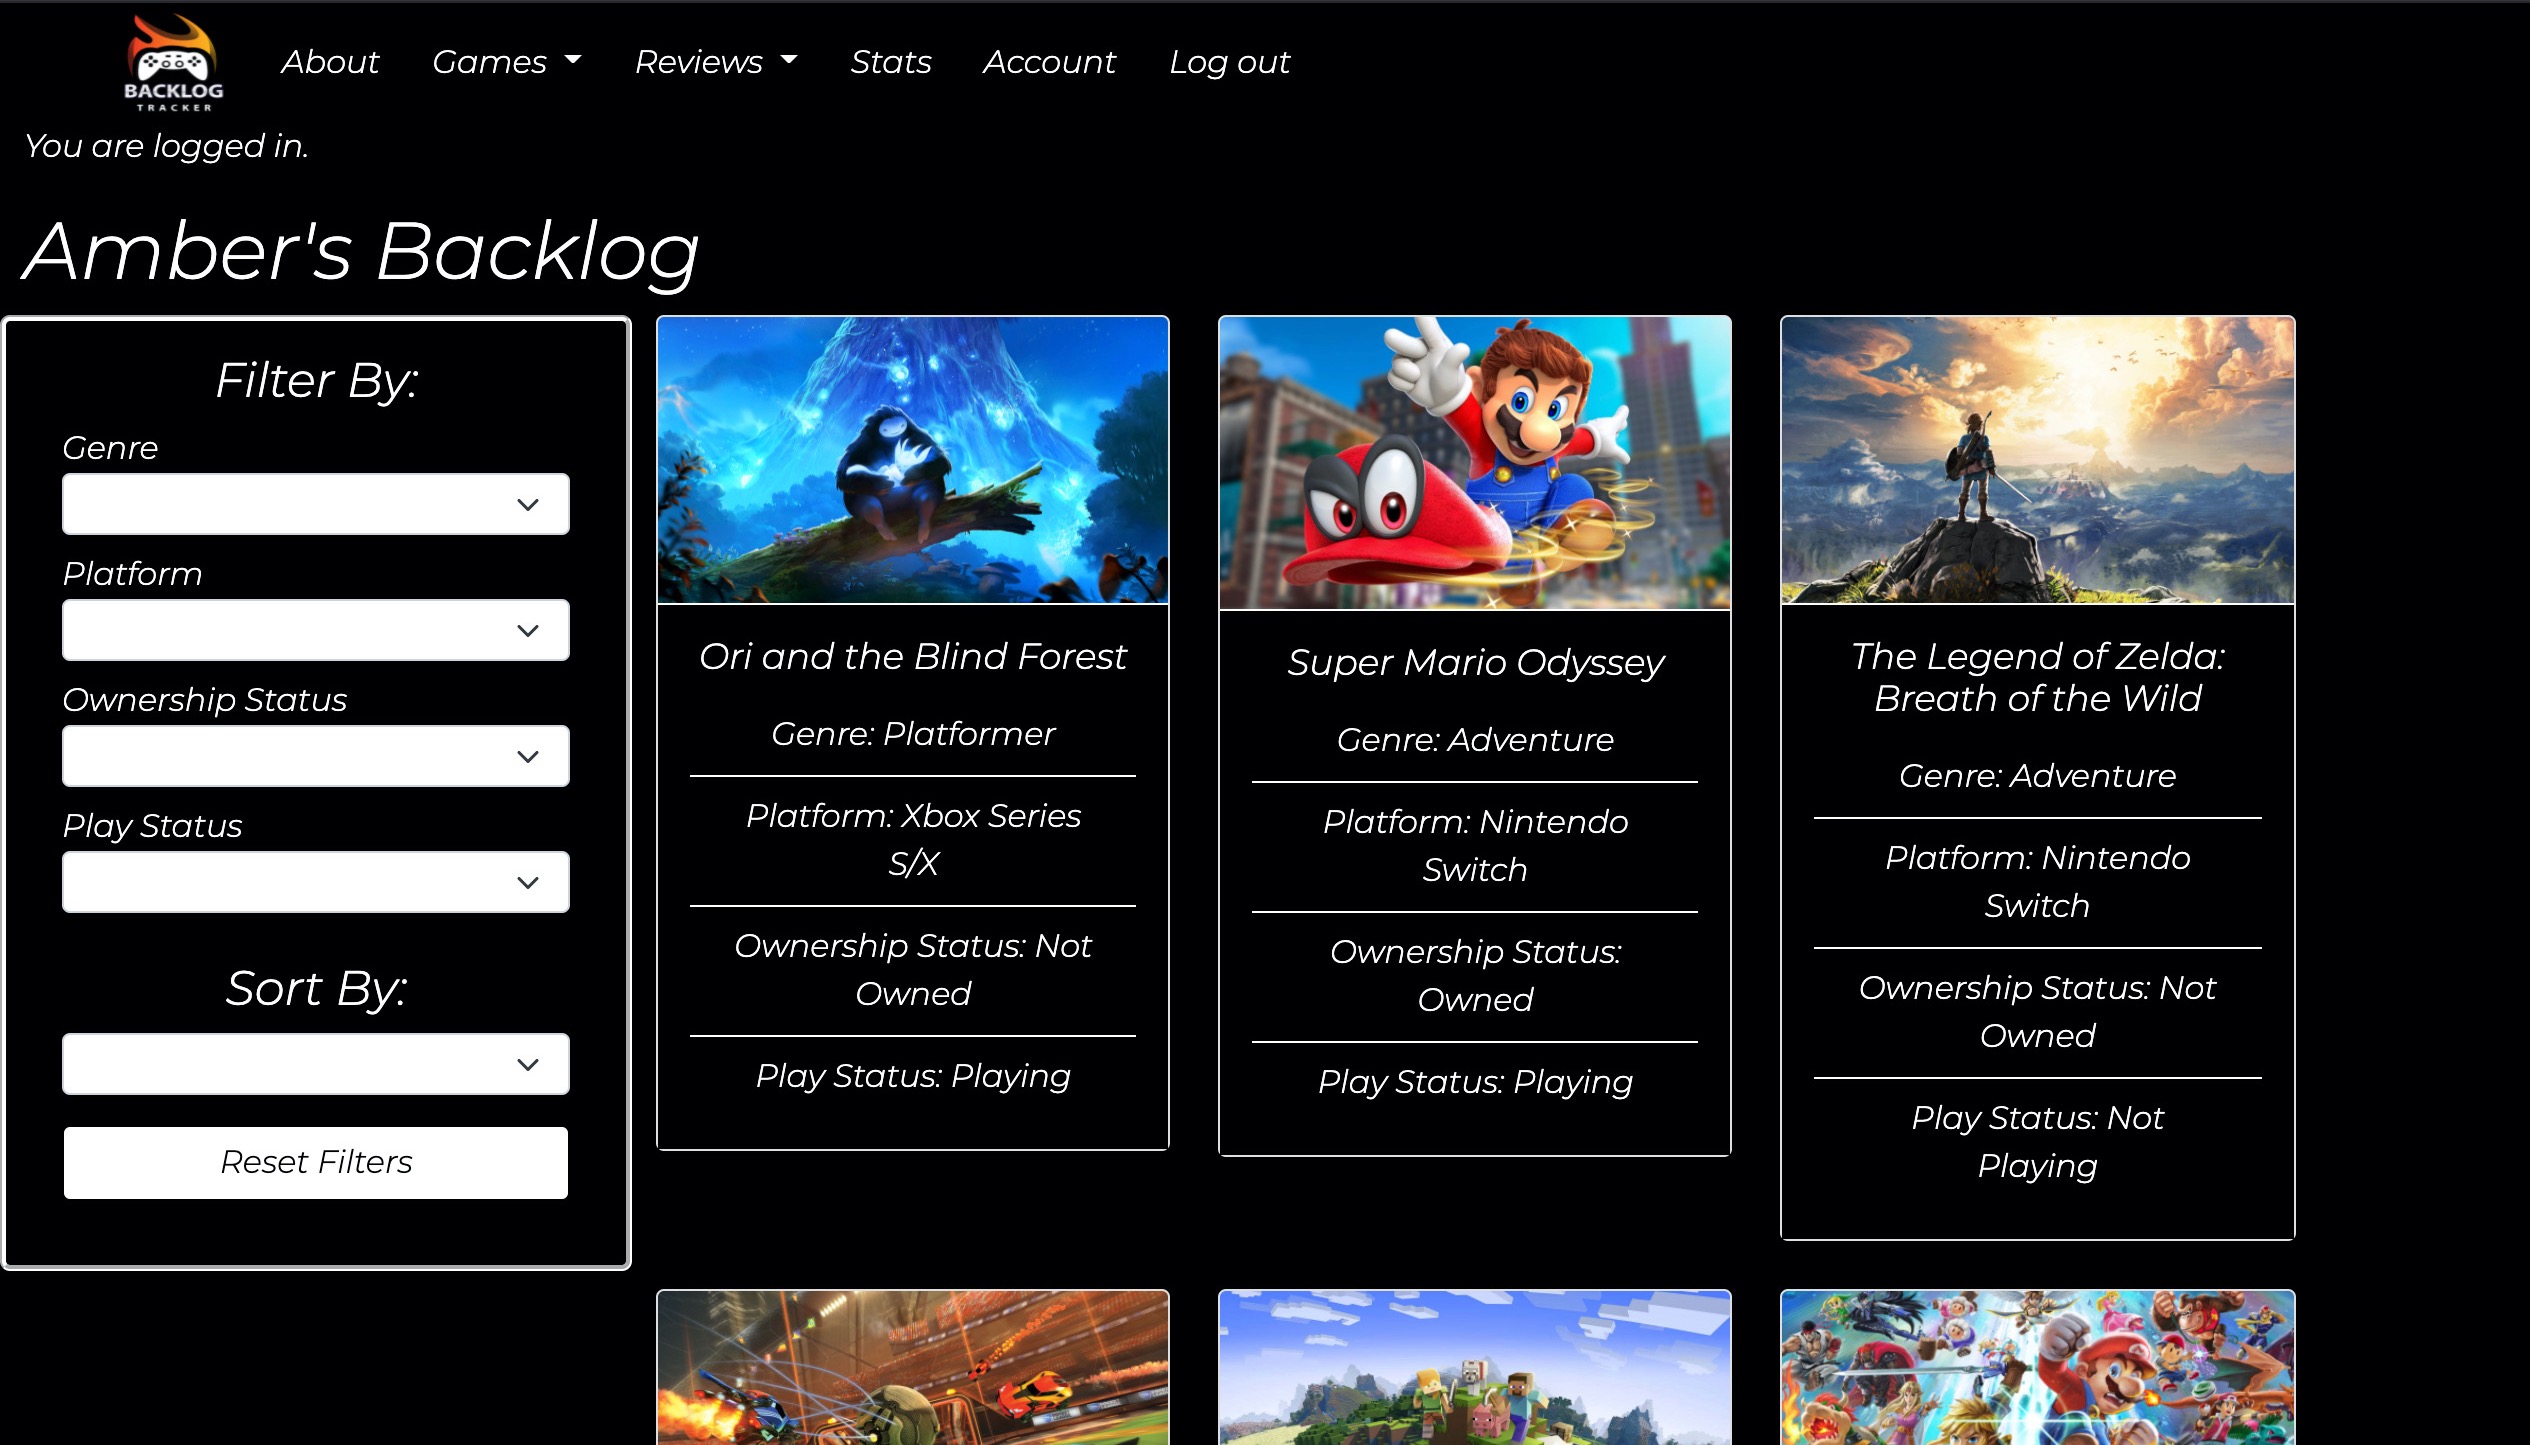 BACKLOG
TRACKER
About Games Reviews Stats Account Log out
You are logged in.
Amber's Backlog
Filter By:
Genre
Platform
Ownership Status
Play Status
Sort By:
Reset Filters
Ori and the Blind Forest
Genre: Platformer
Platform: Xbox Series
S/X
Ownership Status: Not
Owned
Play Status: Playing
Super Mario Odyssey
Genre: Adventure
Platform: Nintendo
Switch
Ownership Status:
Owned
Play Status: Playing
The Legend of Zelda:
Breath of the Wild
Genre: Adventure
Platform: Nintendo
Switch
Ownership Status: Not
Owned
Play Status: Not
Playing